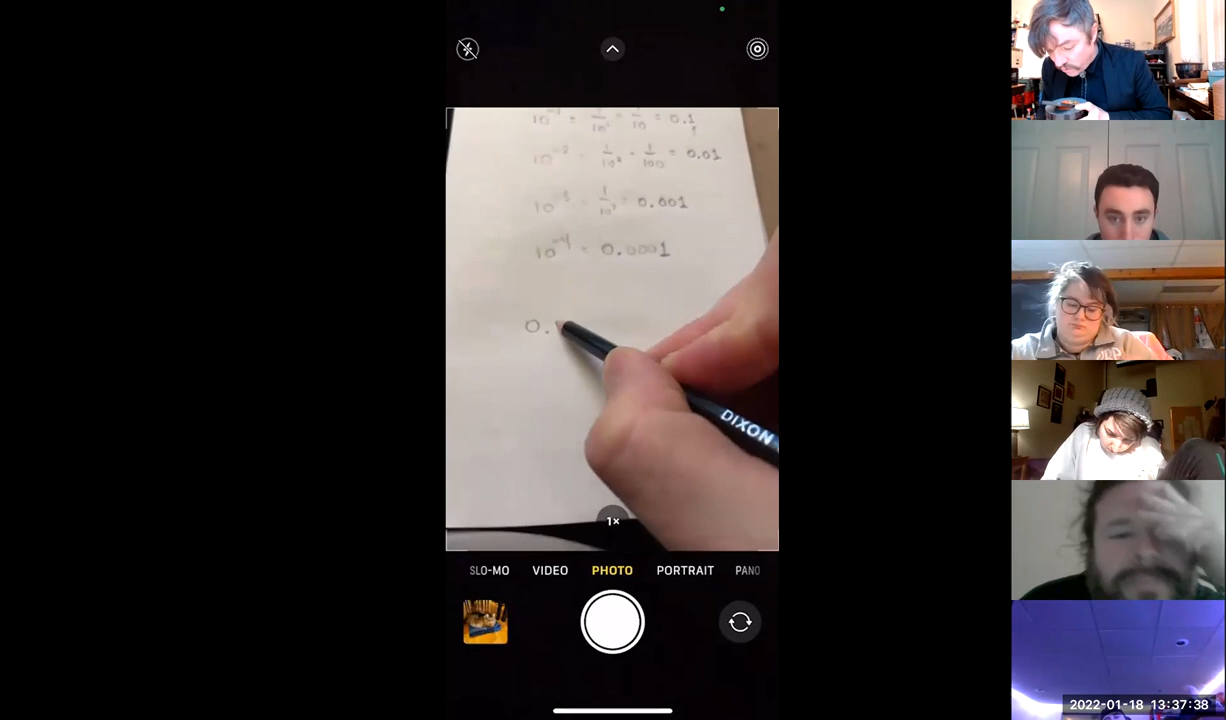 10⁻¹ = 1/10¹ = 1/10 = 0.1
10⁻² = 1/10² = 1/100 = 0.01
10⁻³ = 1/10³ = 0.001
10⁻⁴ = 0.0001
0.
DIXON
1×
SLO-MO VIDEO PHOTO PORTRAIT PANO
2022-01-18 13:37:38